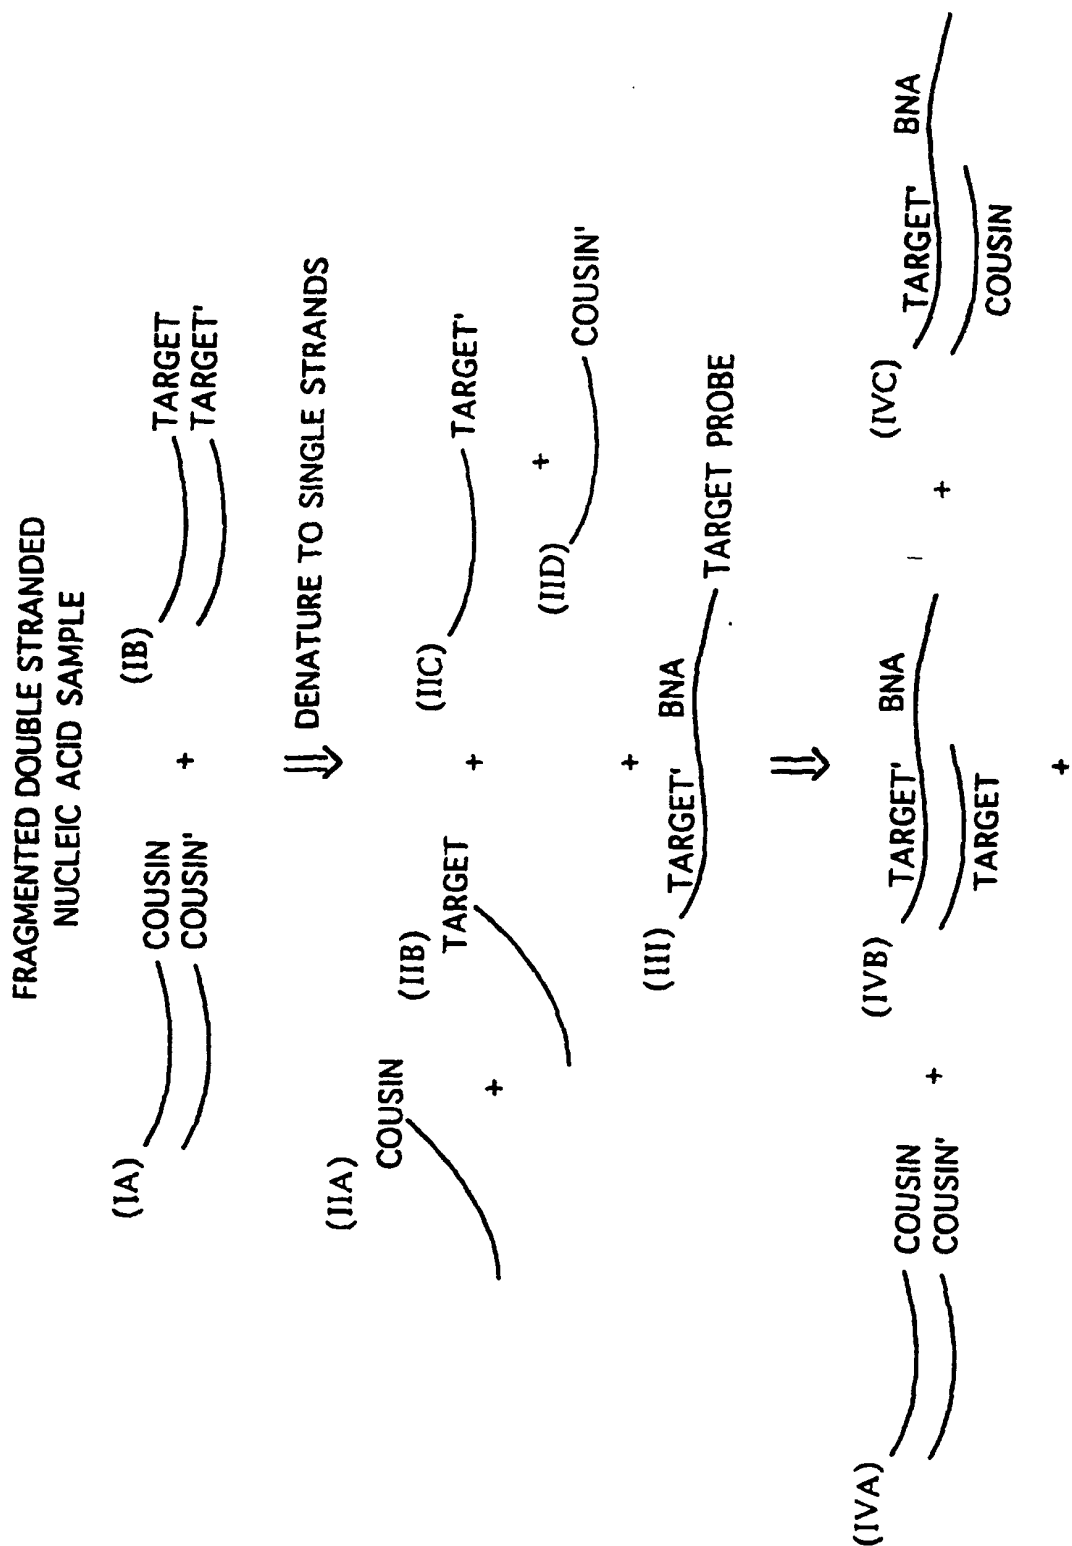 FRAGMENTED DOUBLE STRANDED
NUCLEIC ACID SAMPLE
(IA)
COUSIN
COUSIN'
+
(IB)
TARGET
TARGET'
⇓ DENATURE TO SINGLE STRANDS
(IIA)
COUSIN
+
(IIB)
TARGET
+
(IIC)
TARGET'
+
(IID)
COUSIN'
+
(III)
TARGET' BNA
TARGET PROBE
⇓
(IVA)
COUSIN
COUSIN'
+
(IVB)
TARGET' BNA
TARGET
+
(IVC)
TARGET' BNA
COUSIN
+